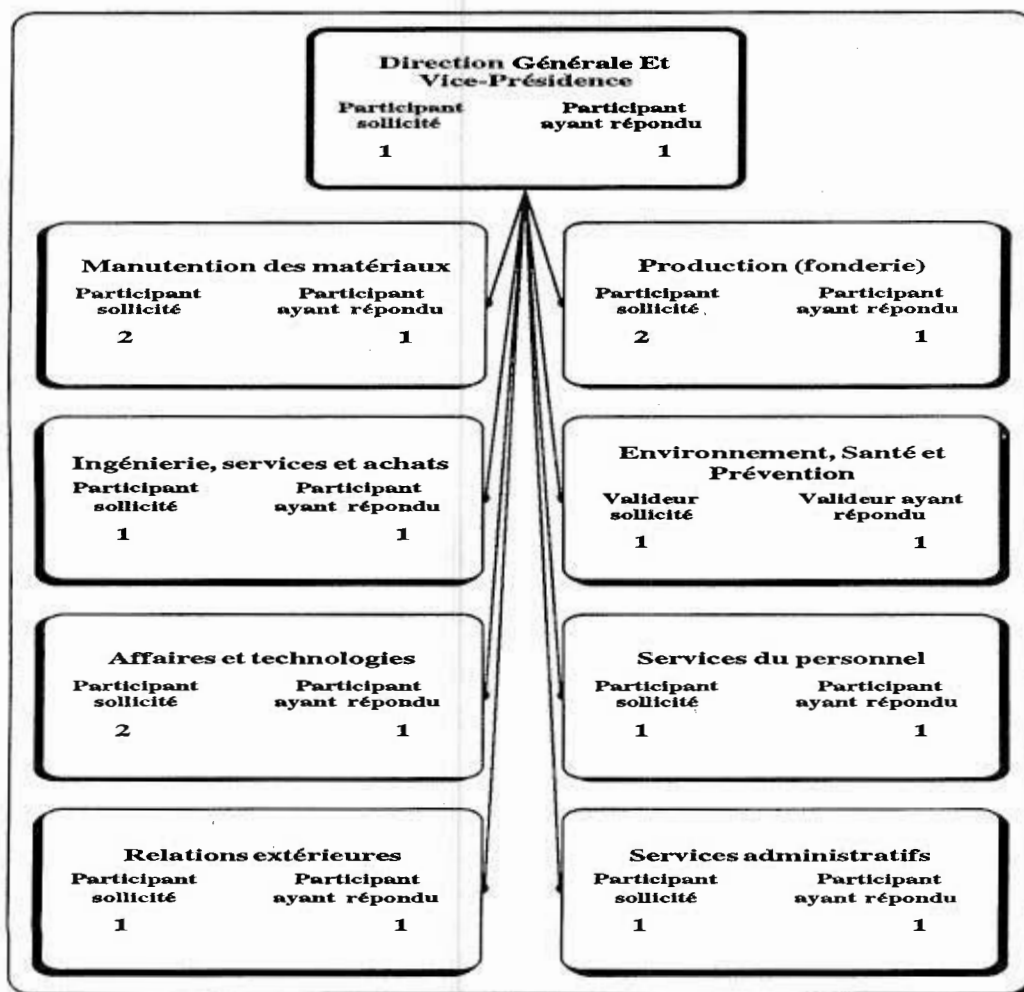 Direction Générale Et
Vice-Présidence
Participant
sollicité
Participant
ayant répondu
1
1
Manutention des matériaux
Participant
sollicité
Participant
ayant répondu
2
1
Production (fonderie)
Participant
sollicité
Participant
ayant répondu
2
1
Ingénierie, services et achats
Participant
sollicité
Participant
ayant répondu
1
1
Environnement, Santé et
Prévention
Valideur
sollicité
Valideur ayant
répondu
1
1
Affaires et technologies
Participant
sollicité
Participant
ayant répondu
2
1
Services du personnel
Participant
sollicité
Participant
ayant répondu
1
1
Relations extérieures
Participant
sollicité
Participant
ayant répondu
1
1
Services administratifs
Participant
sollicité
Participant
ayant répondu
1
1